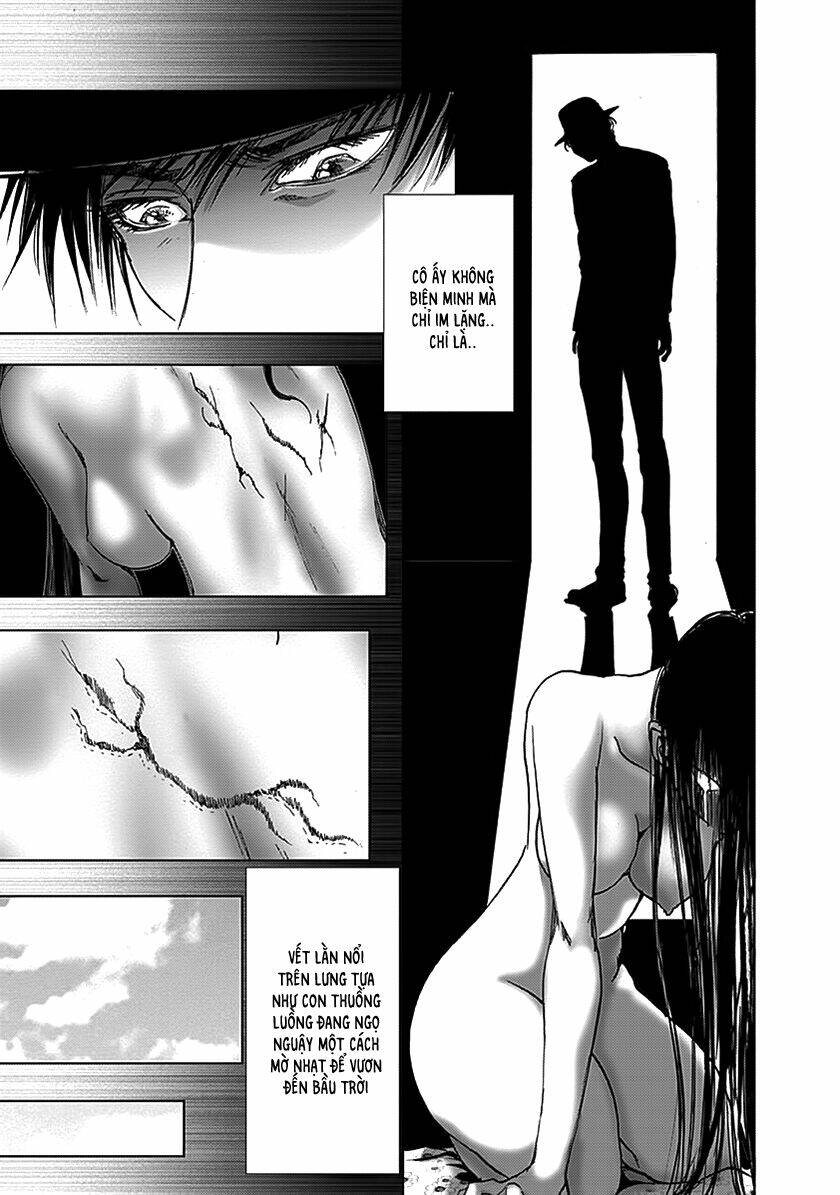 CÔ ẤY KHÔNG
BIỆN MINH MÀ
CHỈ IM LẶNG..
CHỈ LÀ..
VẾT LẰN NỔI
TRÊN LƯNG TỰA
NHƯ CON THUỒNG
LUỒNG ĐANG NGỌ
NGUẬY MỘT CÁCH
MỜ NHẠT ĐỂ VƯƠN
ĐẾN BẦU TRỜI